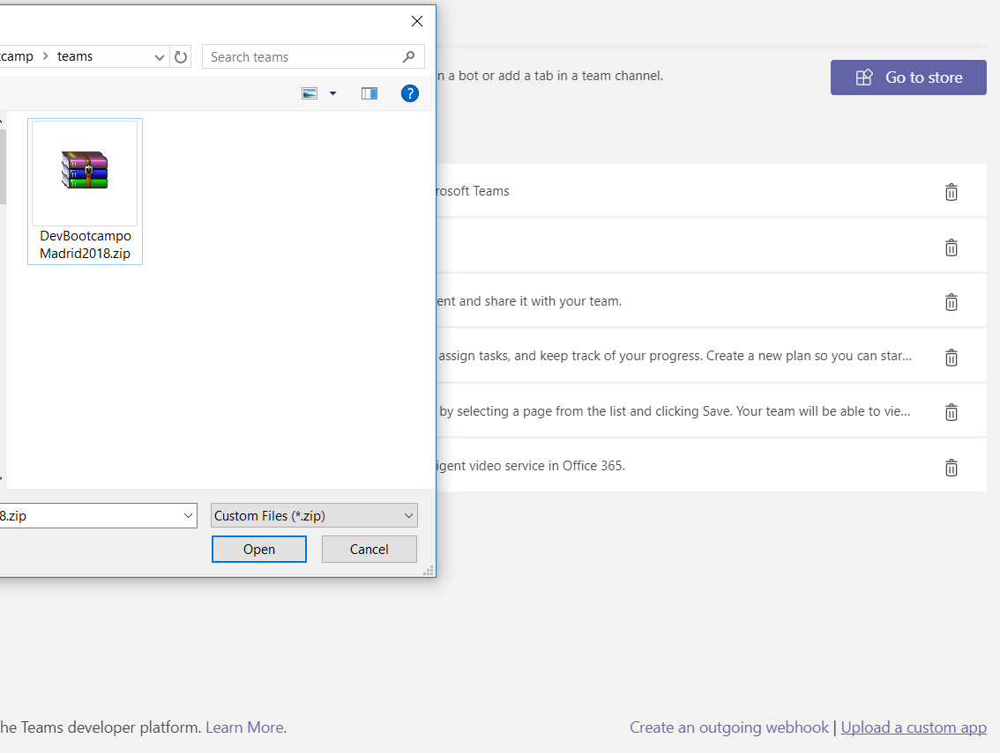 camp > teams
Search teams
n a bot or add a tab in a team channel.
Go to store
?
DevBootcampo
Madrid2018.zip
rosoft Teams
ent and share it with your team.
assign tasks, and keep track of your progress. Create a new plan so you can star...
by selecting a page from the list and clicking Save. Your team will be able to vie...
igent video service in Office 365.
8.zip
Custom Files (*.zip)
Open
Cancel
he Teams developer platform. Learn More.
Create an outgoing webhook | Upload a custom app